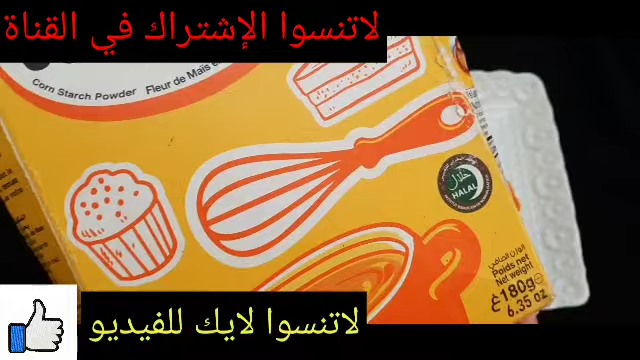 لاتنسوا الإشتراك في القناة
Corn Starch Powder Fleur de Maïs
حلال
HALAL
الوزن الصافي
Poids net
Net weight
180g غ
6.35 oz
لاتنسوا لايك للفيديو